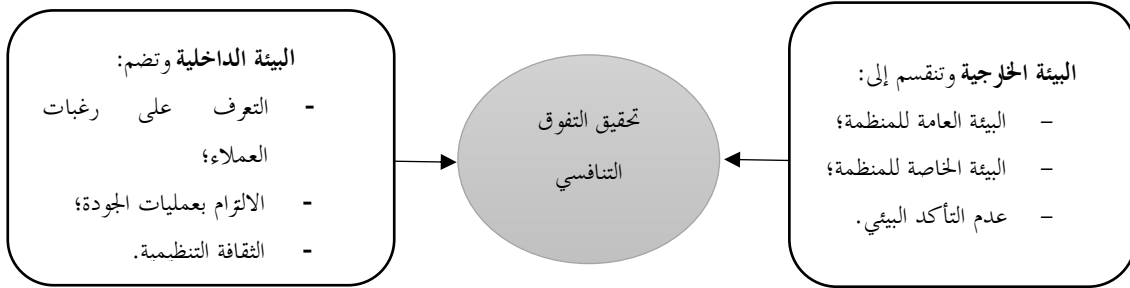 البيئة الخارجية وتنقسم إلى:
– البيئة العامة للمنظمة؛
– البيئة الخاصة للمنظمة؛
– عدم التأكد البيئي.
تحقيق التفوق
التنافسي
البيئة الداخلية وتضم:
- التعرف على رغبات
العملاء؛
- الالتزام بعمليات الجودة؛
- الثقافة التنظيمية.